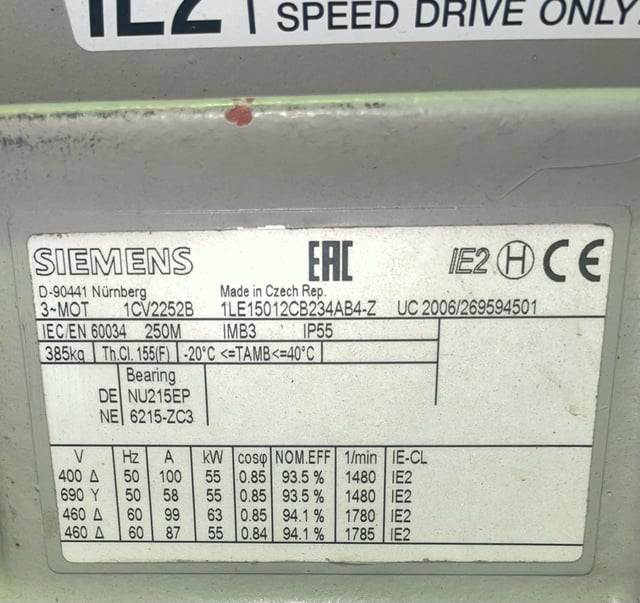 IE2 SPEED DRIVE ONLY
SIEMENS EAC IE2 H CE
D-90441 Nürnberg Made in Czech Rep.
3~MOT 1CV2252B 1LE15012CB234AB4-Z UC 2006/269594501
IEC/EN 60034 250M IMB3 IP55
385kg Th.Cl. 155(F) -20°C <=TAMB<=40°C
Bearing
DE NU215EP
NE 6215-ZC3
V Hz A kW cosφ NOM.EFF 1/min IE-CL
400 Δ 50 100 55 0.85 93.5 % 1480 IE2
690 Y 50 58 55 0.85 93.5 % 1480 IE2
460 Δ 60 99 63 0.85 94.1 % 1780 IE2
460 Δ 60 87 55 0.84 94.1 % 1785 IE2